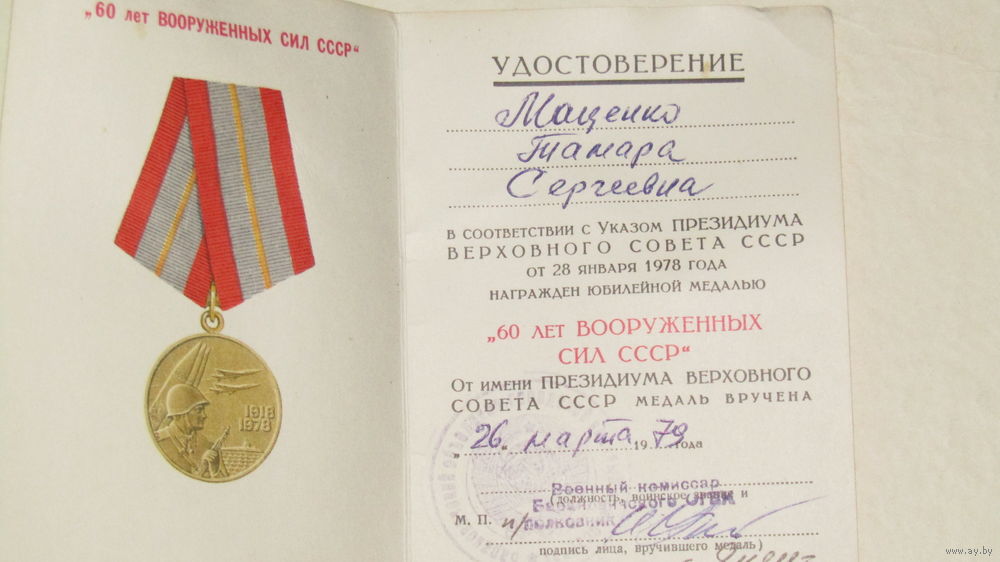 „60 лет ВООРУЖЕННЫХ СИЛ СССР“
1918
1978
УДОСТОВЕРЕНИЕ
Маценко
Тамара
Сергеевна
В СООТВЕТСТВИИ С УКАЗОМ ПРЕЗИДИУМА
ВЕРХОВНОГО СОВЕТА СССР
ОТ 28 ЯНВАРЯ 1978 ГОДА
НАГРАЖДЕН ЮБИЛЕЙНОЙ МЕДАЛЬЮ
„60 ЛЕТ ВООРУЖЕННЫХ
СИЛ СССР“
ОТ ИМЕНИ ПРЕЗИДИУМА ВЕРХОВНОГО
СОВЕТА СССР МЕДАЛЬ ВРУЧЕНА
„26“ марта 1979 года
Военный комиссар
(должность, воинское звание и
полковник
М. П.
подпись лица, вручившего медаль)
www.ay.by